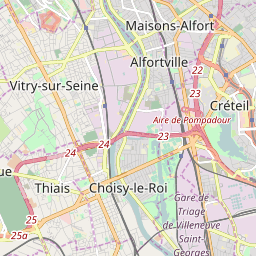 Maisons-Alfort
Alfortville
22
Vitry-sur-Seine
23
Créteil
Aire de Pompadour
24
23
24
ue
Thiais
Choisy-le-Roi
25
Gare de
Triage
de Villeneuve
Saint-
Georges
25a